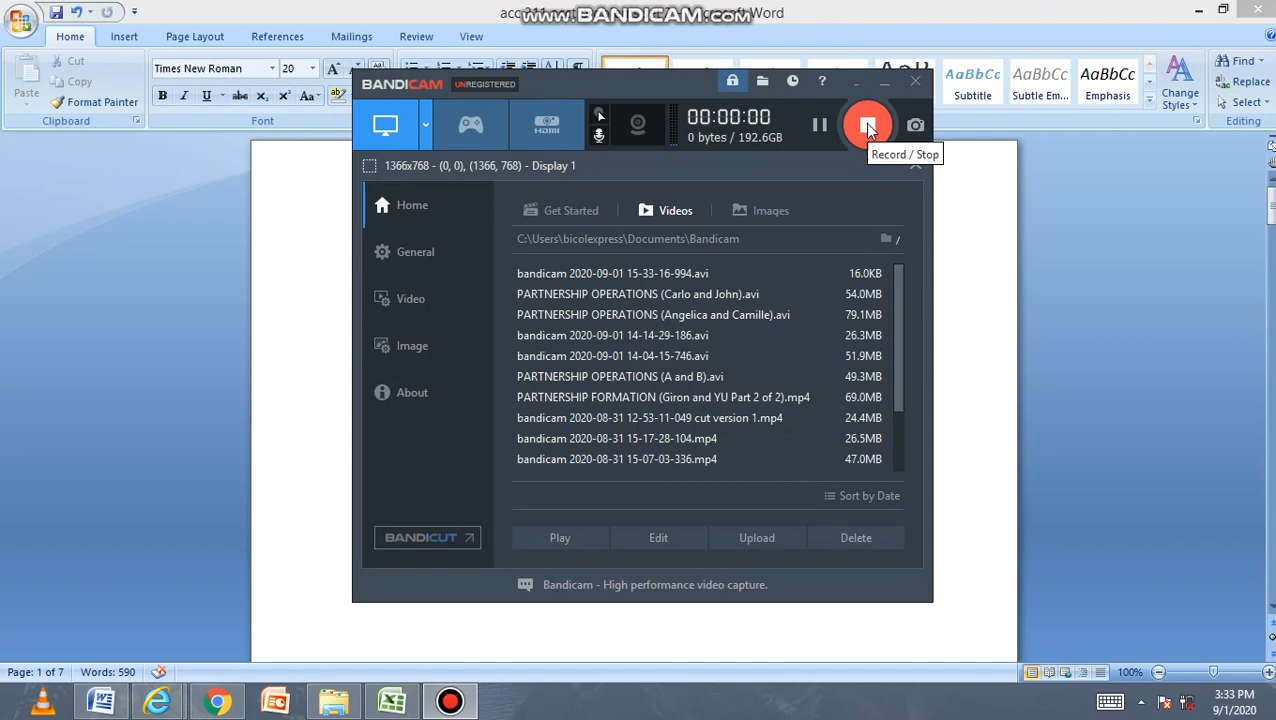 www.BANDICAM.com
Microsoft Word
Home Insert Page Layout References Mailings Review View
Paste
Cut
Copy
Format Painter
Clipboard
Times New Roman 20
B I U abe x₂ x² Aa
AaBbCc Subtitle
AaBbCc Subtle Em...
AaBbCc Emphasis
Change Styles
Find
Replace
Select
Editing
BANDICAM UNREGISTERED
HDMI
00:00:00
0 bytes / 192.6GB
Record / Stop
1366x768 - (0, 0), (1366, 768) - Display 1
Home
General
Video
Image
About
BANDICUT
Get Started Videos Images
C:\Users\bicolexpress\Documents\Bandicam
bandicam 2020-09-01 15-33-16-994.avi 16.0KB
PARTNERSHIP OPERATIONS (Carlo and John).avi 54.0MB
PARTNERSHIP OPERATIONS (Angelica and Camille).avi 79.1MB
bandicam 2020-09-01 14-14-29-186.avi 26.3MB
bandicam 2020-09-01 14-04-15-746.avi 51.9MB
PARTNERSHIP OPERATIONS (A and B).avi 49.3MB
PARTNERSHIP FORMATION (Giron and YU Part 2 of 2).mp4 69.0MB
bandicam 2020-08-31 12-53-11-049 cut version 1.mp4 24.4MB
bandicam 2020-08-31 15-17-28-104.mp4 26.5MB
bandicam 2020-08-31 15-07-03-336.mp4 47.0MB
Sort by Date
Play Edit Upload Delete
Bandicam - High performance video capture.
Page: 1 of 7 Words: 590
100%
3:33 PM
9/1/2020